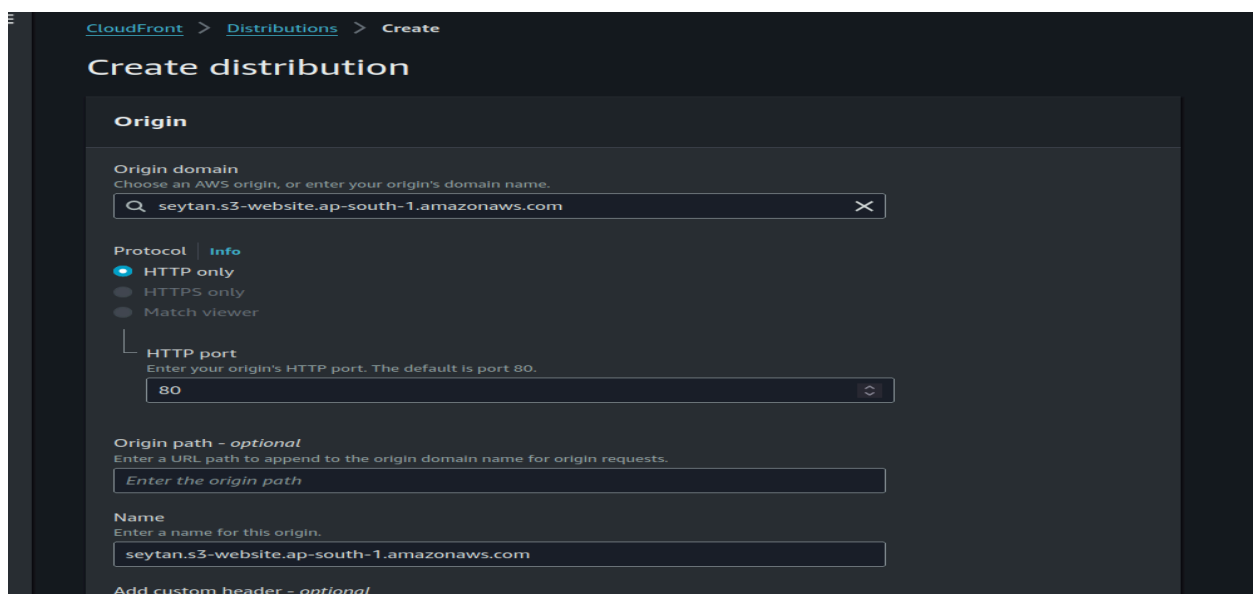 CloudFront > Distributions > Create
Create distribution
Origin
Origin domain
Choose an AWS origin, or enter your origin's domain name.
seytan.s3-website.ap-south-1.amazonaws.com
Protocol Info
HTTP only
HTTPS only
Match viewer
HTTP port
Enter your origin's HTTP port. The default is port 80.
80
Origin path - optional
Enter a URL path to append to the origin domain name for origin requests.
Enter the origin path
Name
Enter a name for this origin.
seytan.s3-website.ap-south-1.amazonaws.com
Add custom header - optional